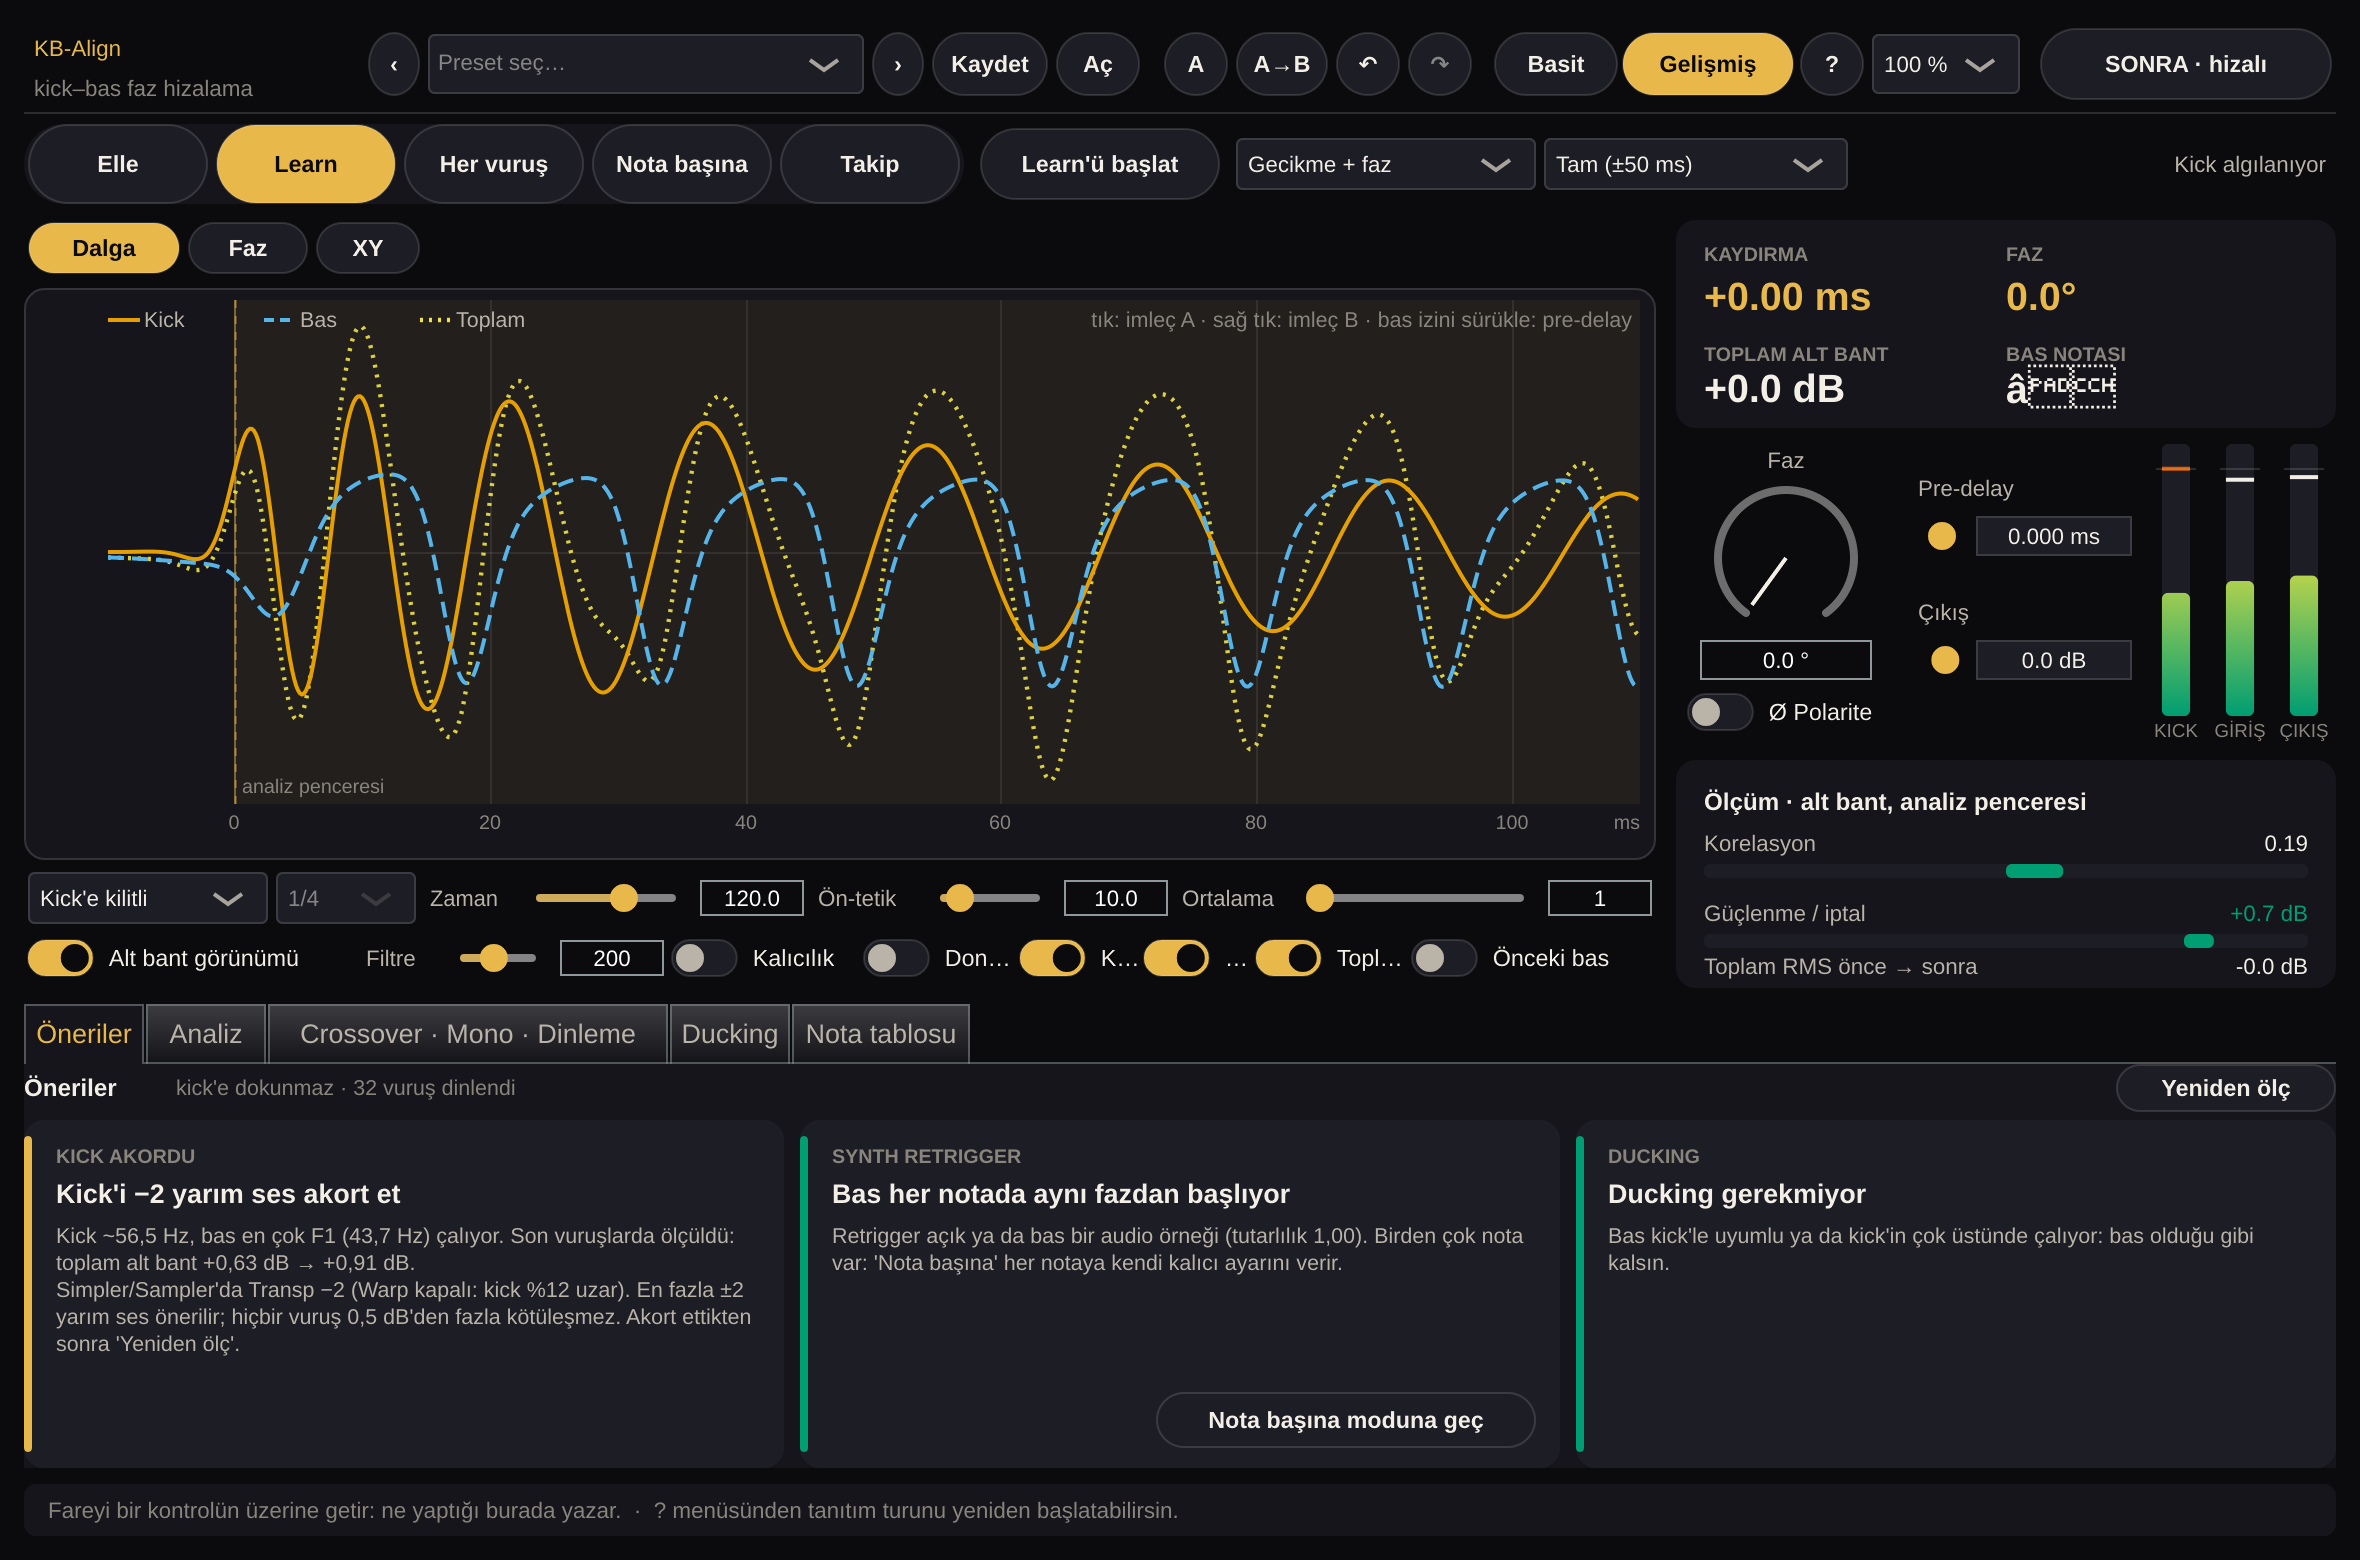 KB-Align
kick–bas faz hizalama
‹ Preset seç… › Kaydet Aç A A→B ↶ ↷ Basit Gelişmiş ? 100 % SONRA · hizalı
Elle Learn Her vuruş Nota başına Takip Learn'ü başlat Gecikme + faz Tam (±50 ms) Kick algılanıyor
Dalga Faz XY
Kick Bas Toplam tık: imleç A · sağ tık: imleç B · bas izini sürükle: pre-delay
analiz penceresi
0 20 40 60 80 100 ms
KAYDIRMA FAZ
+0.00 ms 0.0°
TOPLAM ALT BANT BAS NOTASI
+0.0 dB â
Faz
Pre-delay
0.000 ms
Çıkış
0.0 ° 0.0 dB
Ø Polarite
KICK GİRİŞ ÇIKIŞ
Ölçüm · alt bant, analiz penceresi
Korelasyon 0.19
Güçlenme / iptal +0.7 dB
Toplam RMS önce → sonra -0.0 dB
Kick'e kilitli 1/4 Zaman 120.0 Ön-tetik 10.0 Ortalama 1
Alt bant görünümü Filtre 200 Kalıcılık Don… K… … Topl… Önceki bas
Öneriler Analiz Crossover · Mono · Dinleme Ducking Nota tablosu
Öneriler kick'e dokunmaz · 32 vuruş dinlendi Yeniden ölç
KICK AKORDU
Kick'i −2 yarım ses akort et
Kick ~56,5 Hz, bas en çok F1 (43,7 Hz) çalıyor. Son vuruşlarda ölçüldü:
toplam alt bant +0,63 dB → +0,91 dB.
Simpler/Sampler'da Transp −2 (Warp kapalı: kick %12 uzar). En fazla ±2
yarım ses önerilir; hiçbir vuruş 0,5 dB'den fazla kötüleşmez. Akort ettikten
sonra 'Yeniden ölç'.
SYNTH RETRIGGER
Bas her notada aynı fazdan başlıyor
Retrigger açık ya da bas bir audio örneği (tutarlılık 1,00). Birden çok nota
var: 'Nota başına' her notaya kendi kalıcı ayarını verir.
Nota başına moduna geç
DUCKING
Ducking gerekmiyor
Bas kick'le uyumlu ya da kick'in çok üstünde çalıyor: bas olduğu gibi
kalsın.
Fareyi bir kontrolün üzerine getir: ne yaptığı burada yazar. · ? menüsünden tanıtım turunu yeniden başlatabilirsin.